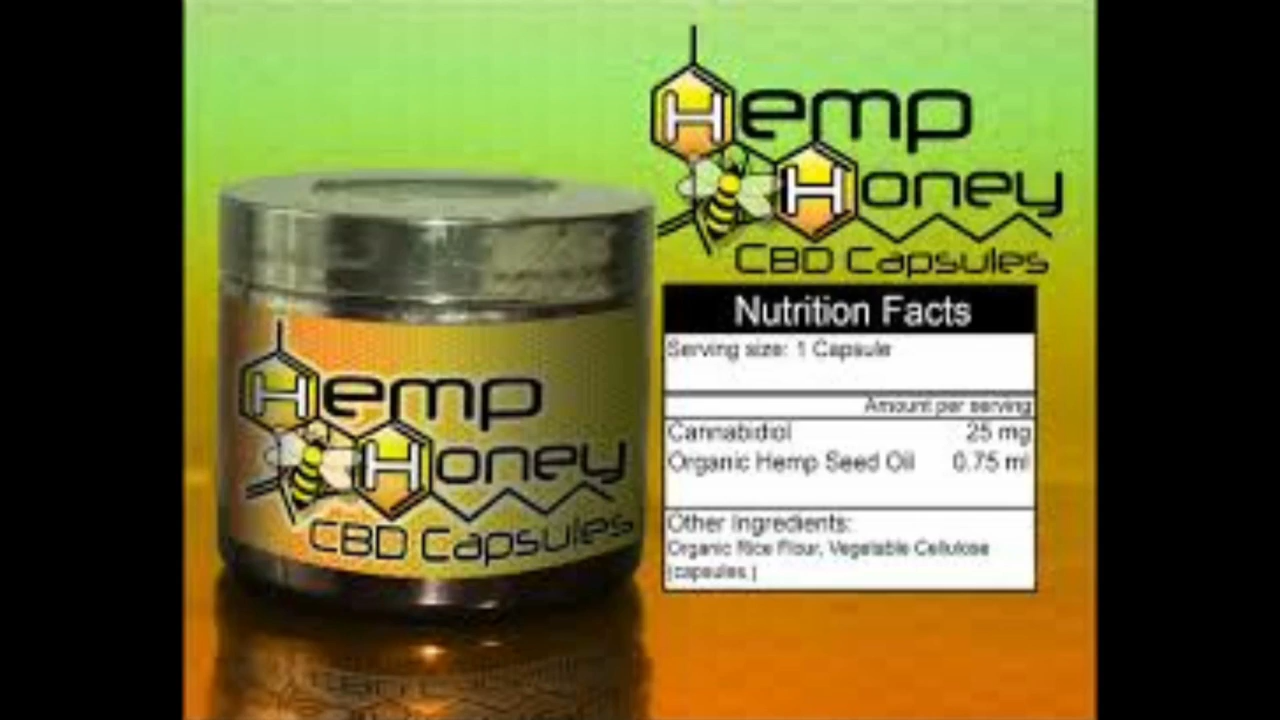 Hemp
Honey
CBD Capsules
Hemp
Honey
CBD Capsules
Nutrition Facts
Serving size: 1 Capsule
Amount per serving
Cannabidiol 25 mg
Organic Hemp Seed Oil 0.75 ml
Other Ingredients:
Organic Rice Flour, Vegetable Cellulose
(capsules )